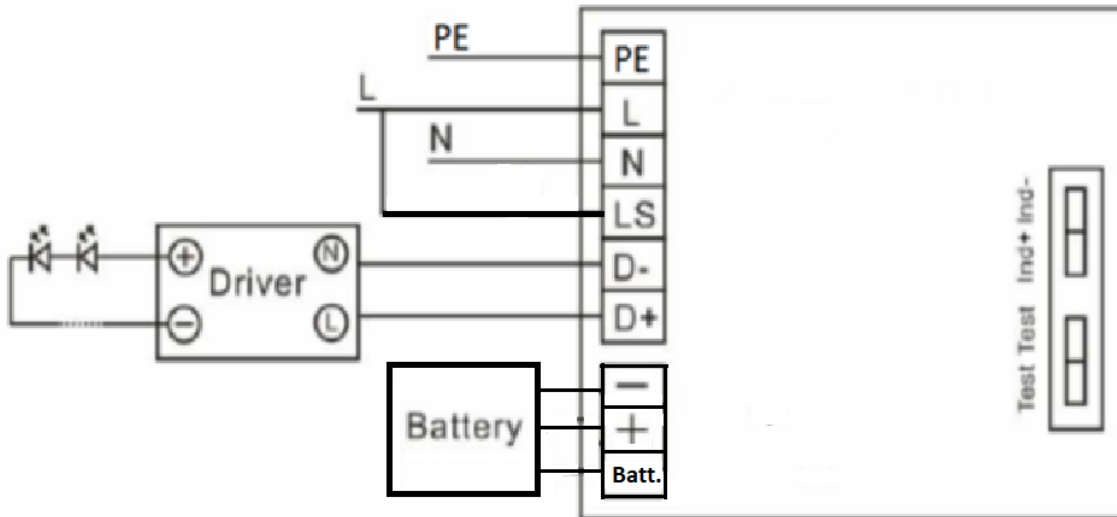 PE
PE
L
L
N
N
LS
+
N
D-
Driver
-
L
D+
Battery
-
+
Batt.
Test Test Ind+ Ind-